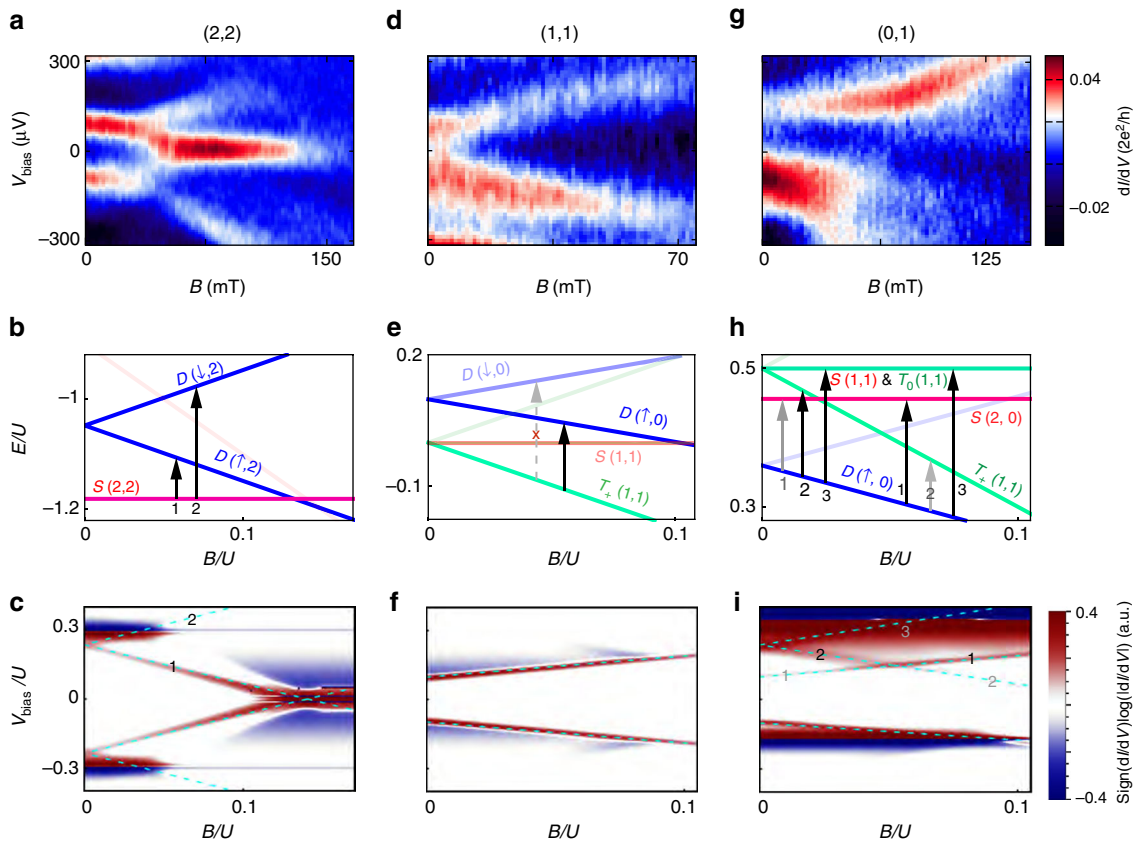 a
(2,2)
300
0
−300
V_bias (μV)
0
150
B (mT)
d
(1,1)
0
70
B (mT)
g
(0,1)
0
125
B (mT)
0.04
−0.02
dI/dV (2e²/h)
b
−1
−1.2
E/U
D (↓,2)
D (↑,2)
S (2,2)
1
2
0.1
B/U
e
0.2
−0.1
D (↓,0)
D (↑,0)
x
S (1,1)
T₊ (1,1)
0.1
B/U
h
0.5
0.3
S (1,1) & T₀(1,1)
S (2, 0)
D(↑, 0)
T₊ (1,1)
1
2
3
1
2
3
0.1
B/U
c
0.3
0
−0.3
V_bias /U
2
1
0
0.1
B/U
f
0
0.1
B/U
i
3
2
1
1
2
0
0.1
B/U
0.4
−0.4
Sign(dI/dV)log(|dI/dV|) (a.u.)